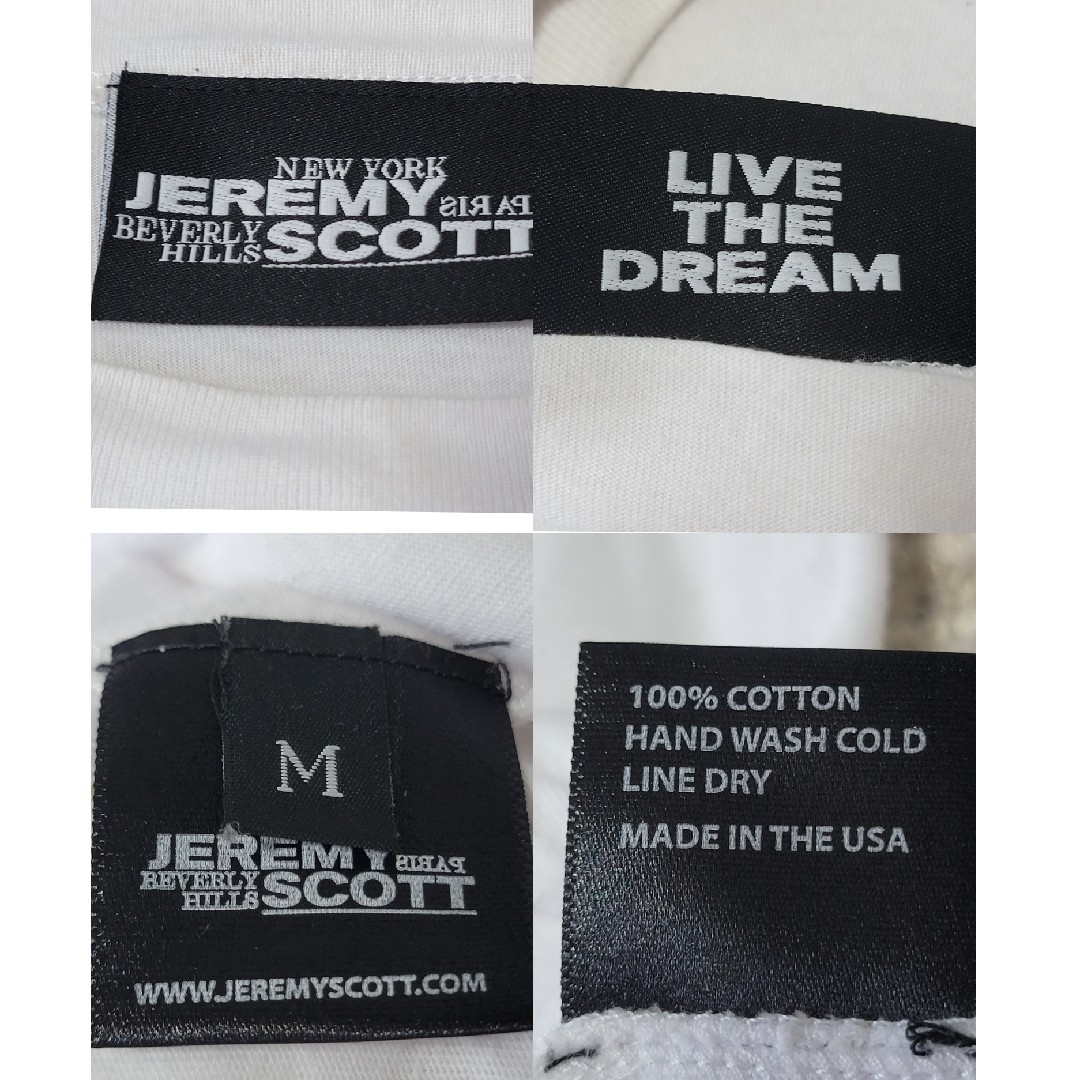 NEW YORK
JEREMY PARIS
BEVERLY HILLS SCOTT
LIVE
THE
DREAM
M
JEREMY PARIS
BEVERLY HILLS SCOTT
WWW.JEREMYSCOTT.COM
100% COTTON
HAND WASH COLD
LINE DRY
MADE IN THE USA